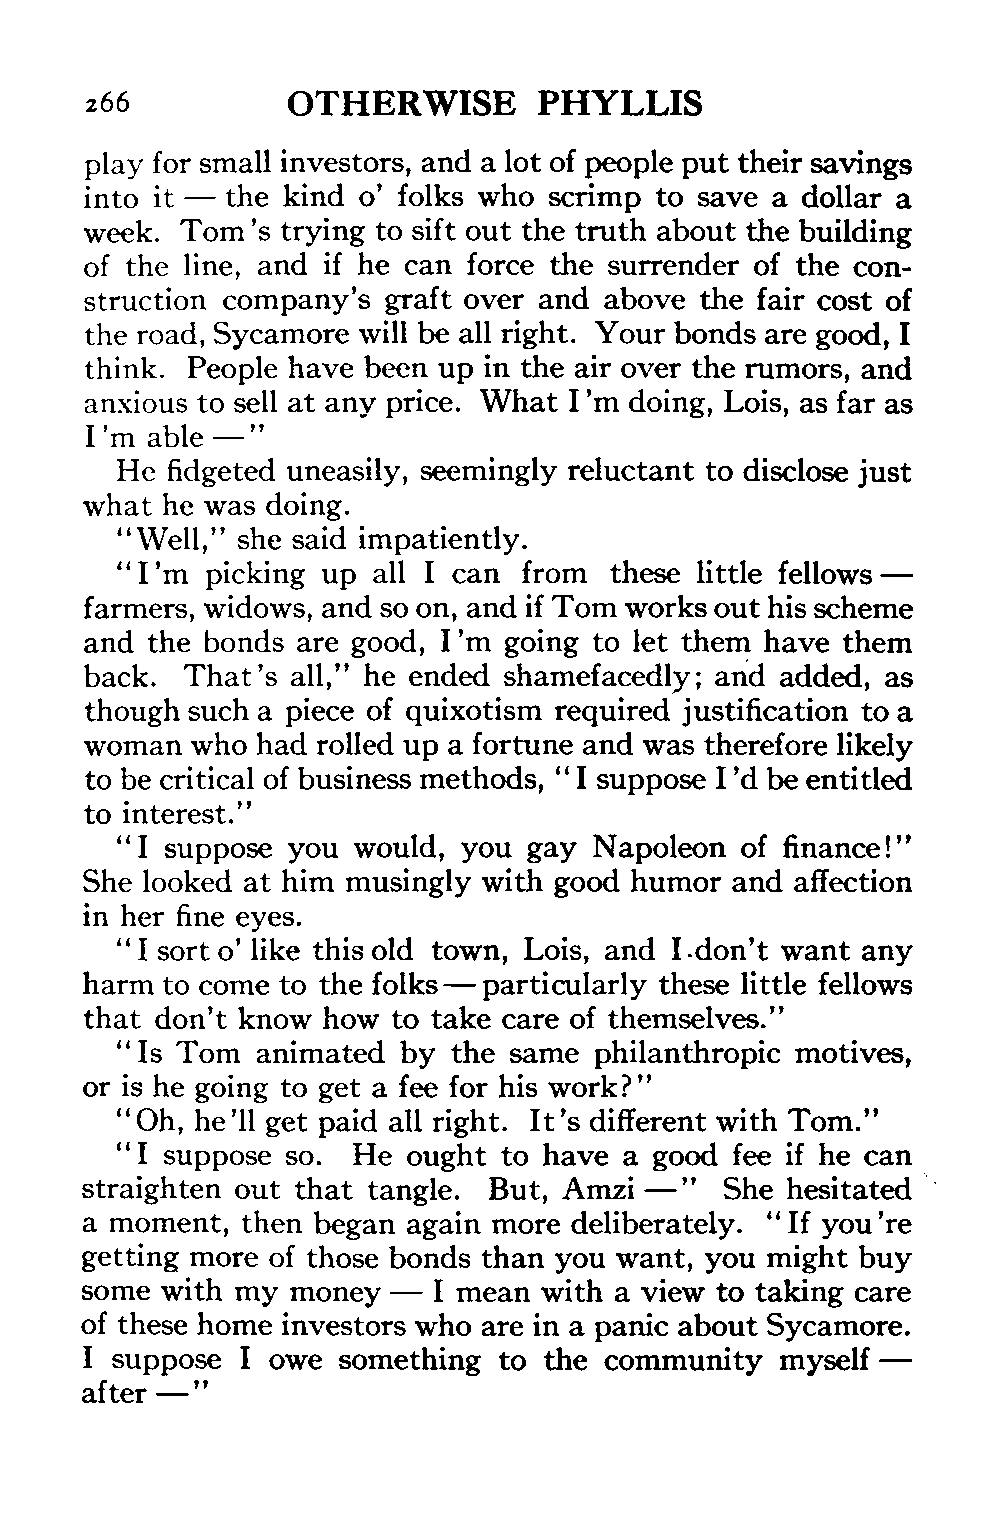 266 OTHERWISE PHYLLIS
play for small investors, and a lot of people put their savings
into it — the kind o' folks who scrimp to save a dollar a
week. Tom's trying to sift out the truth about the building
of the line, and if he can force the surrender of the con-
struction company's graft over and above the fair cost of
the road, Sycamore will be all right. Your bonds are good, I
think. People have been up in the air over the rumors, and
anxious to sell at any price. What I'm doing, Lois, as far as
I'm able —"
He fidgeted uneasily, seemingly reluctant to disclose just
what he was doing.
"Well," she said impatiently.
"I'm picking up all I can from these little fellows —
farmers, widows, and so on, and if Tom works out his scheme
and the bonds are good, I'm going to let them have them
back. That's all," he ended shamefacedly; and added, as
though such a piece of quixotism required justification to a
woman who had rolled up a fortune and was therefore likely
to be critical of business methods, "I suppose I'd be entitled
to interest."
"I suppose you would, you gay Napoleon of finance!"
She looked at him musingly with good humor and affection
in her fine eyes.
"I sort o' like this old town, Lois, and I don't want any
harm to come to the folks — particularly these little fellows
that don't know how to take care of themselves."
"Is Tom animated by the same philanthropic motives,
or is he going to get a fee for his work?"
"Oh, he'll get paid all right. It's different with Tom."
"I suppose so. He ought to have a good fee if he can
straighten out that tangle. But, Amzi —" She hesitated
a moment, then began again more deliberately. "If you're
getting more of those bonds than you want, you might buy
some with my money — I mean with a view to taking care
of these home investors who are in a panic about Sycamore.
I suppose I owe something to the community myself —
after —"